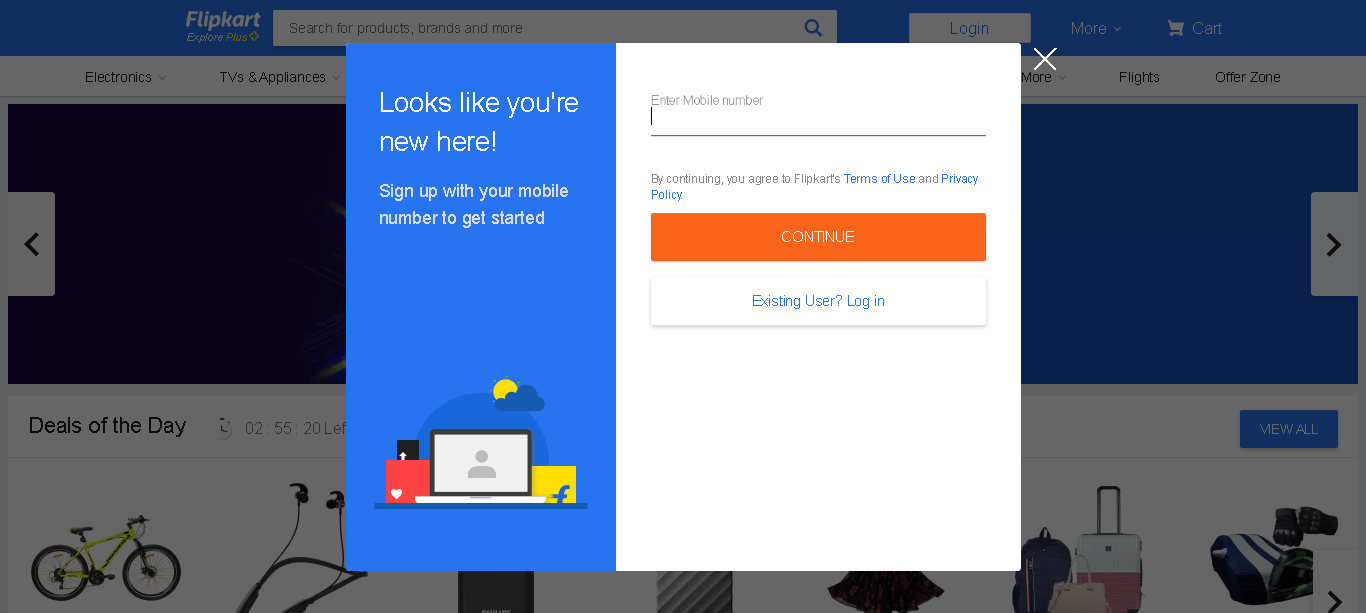 Flipkart
Explore Plus
Search for products, brands and more
Login
More
Cart
Electronics
TVs & Appliances
More
Flights
Offer Zone
Looks like you're
new here!
Sign up with your mobile
number to get started
Enter Mobile number
By continuing, you agree to Flipkart's Terms of Use and Privacy
Policy.
CONTINUE
Existing User? Log in
Deals of the Day
02 : 55 : 20 Lef
VIEW ALL
PHILIPS